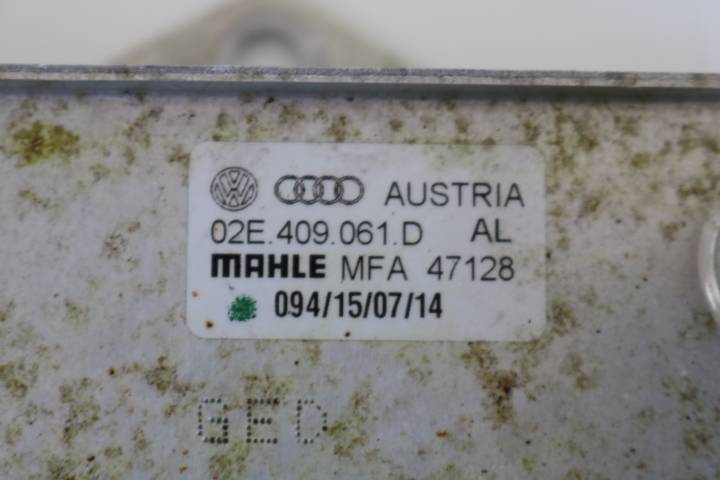 AUSTRIA
02E.409.061.D AL
MAHLE MFA 47128
094/15/07/14
GED